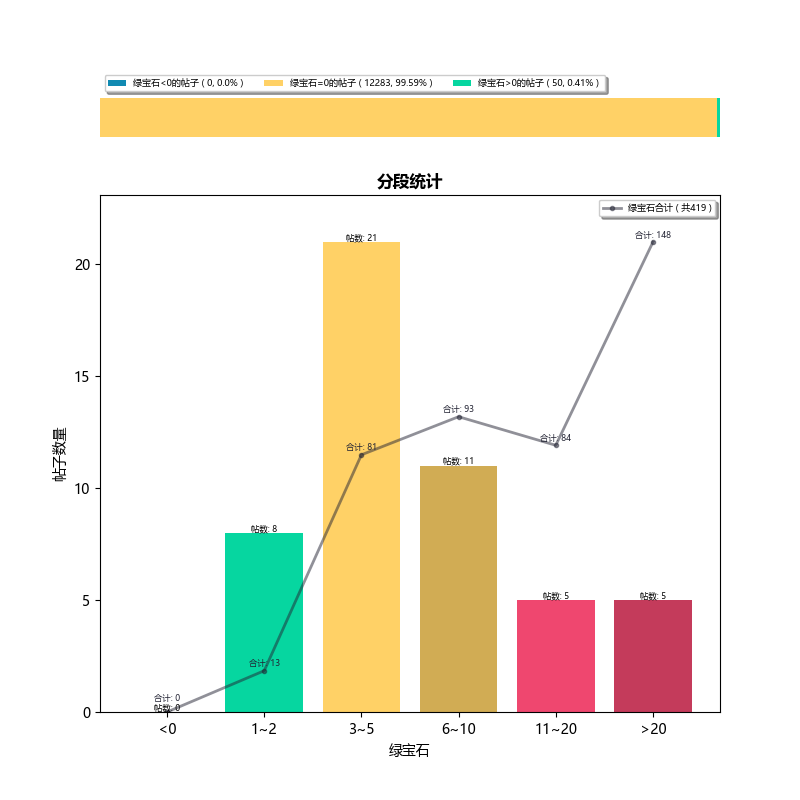 绿宝石<0的帖子 ( 0, 0.0% ) 绿宝石=0的帖子 ( 12283, 99.59% ) 绿宝石>0的帖子 ( 50, 0.41% )
分段统计
绿宝石合计 ( 共419 )
合计: 148
帖数: 21
20
15
合计: 93
合计: 84
合计: 81
帖数: 11
帖子数量
10
帖数: 8
5
帖数: 5
帖数: 5
合计: 13
合计: 0
帖数: 0
0
<0 1~2 3~5 6~10 11~20 >20
绿宝石